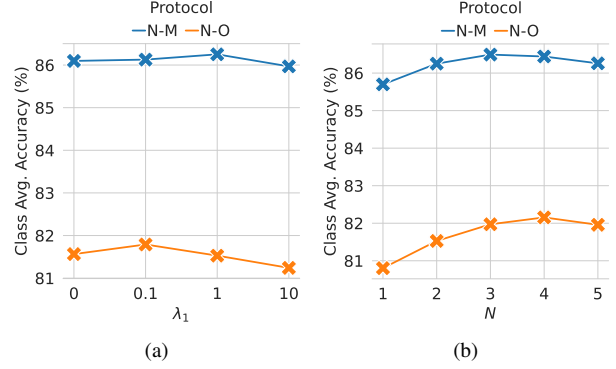 Protocol
N-M N-O
Class Avg. Accuracy (%)
86
85
84
83
82
81
0 0.1 1 10
λ1
(a)
Protocol
N-M N-O
Class Avg. Accuracy (%)
86
85
84
83
82
81
1 2 3 4 5
N
(b)